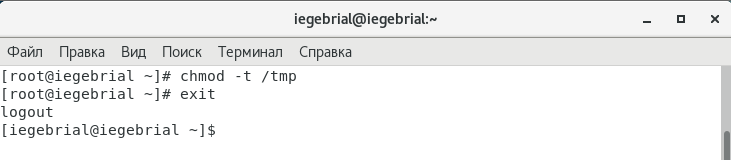 iegebrial@iegebrial:~
Файл Правка Вид Поиск Терминал Справка
[root@iegebrial ~]# chmod -t /tmp
[root@iegebrial ~]# exit
logout
[iegebrial@iegebrial ~]$